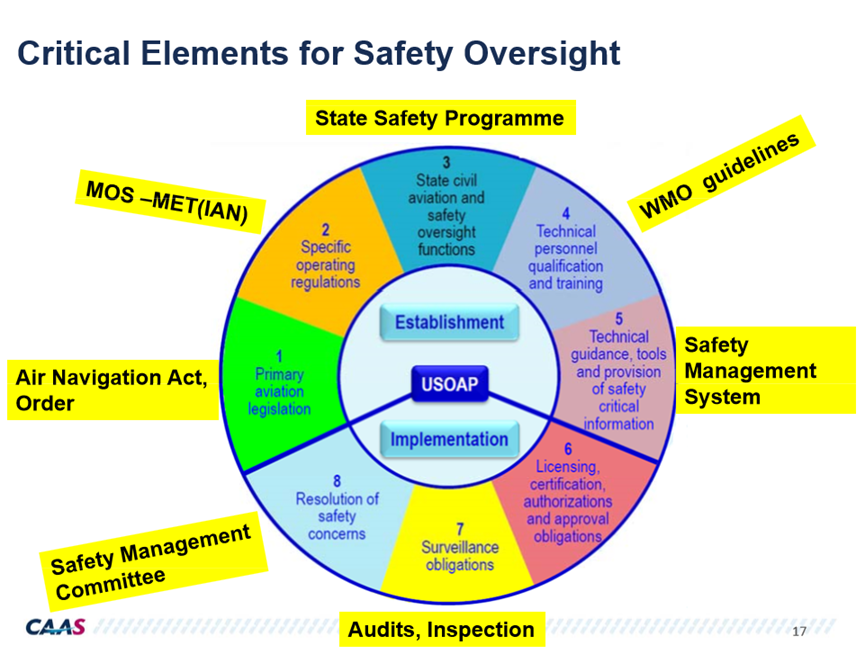 Critical Elements for Safety Oversight
State Safety Programme
WMO guidelines
MOS –MET(IAN)
3
State civil
aviation and
safety
oversight
functions
2
Specific
operating
regulations
4
Technical
personnel
qualification
and training
Establishment
5
Technical
guidance, tools
and provision
of safety
critical
information
Safety
Management
System
1
Primary
aviation
legislation
Air Navigation Act,
Order
USOAP
Implementation
6
Licensing,
certification,
authorizations
and approval
obligations
8
Resolution of
safety
concerns
7
Surveillance
obligations
Safety Management
Committee
Audits, Inspection
CAAS
17